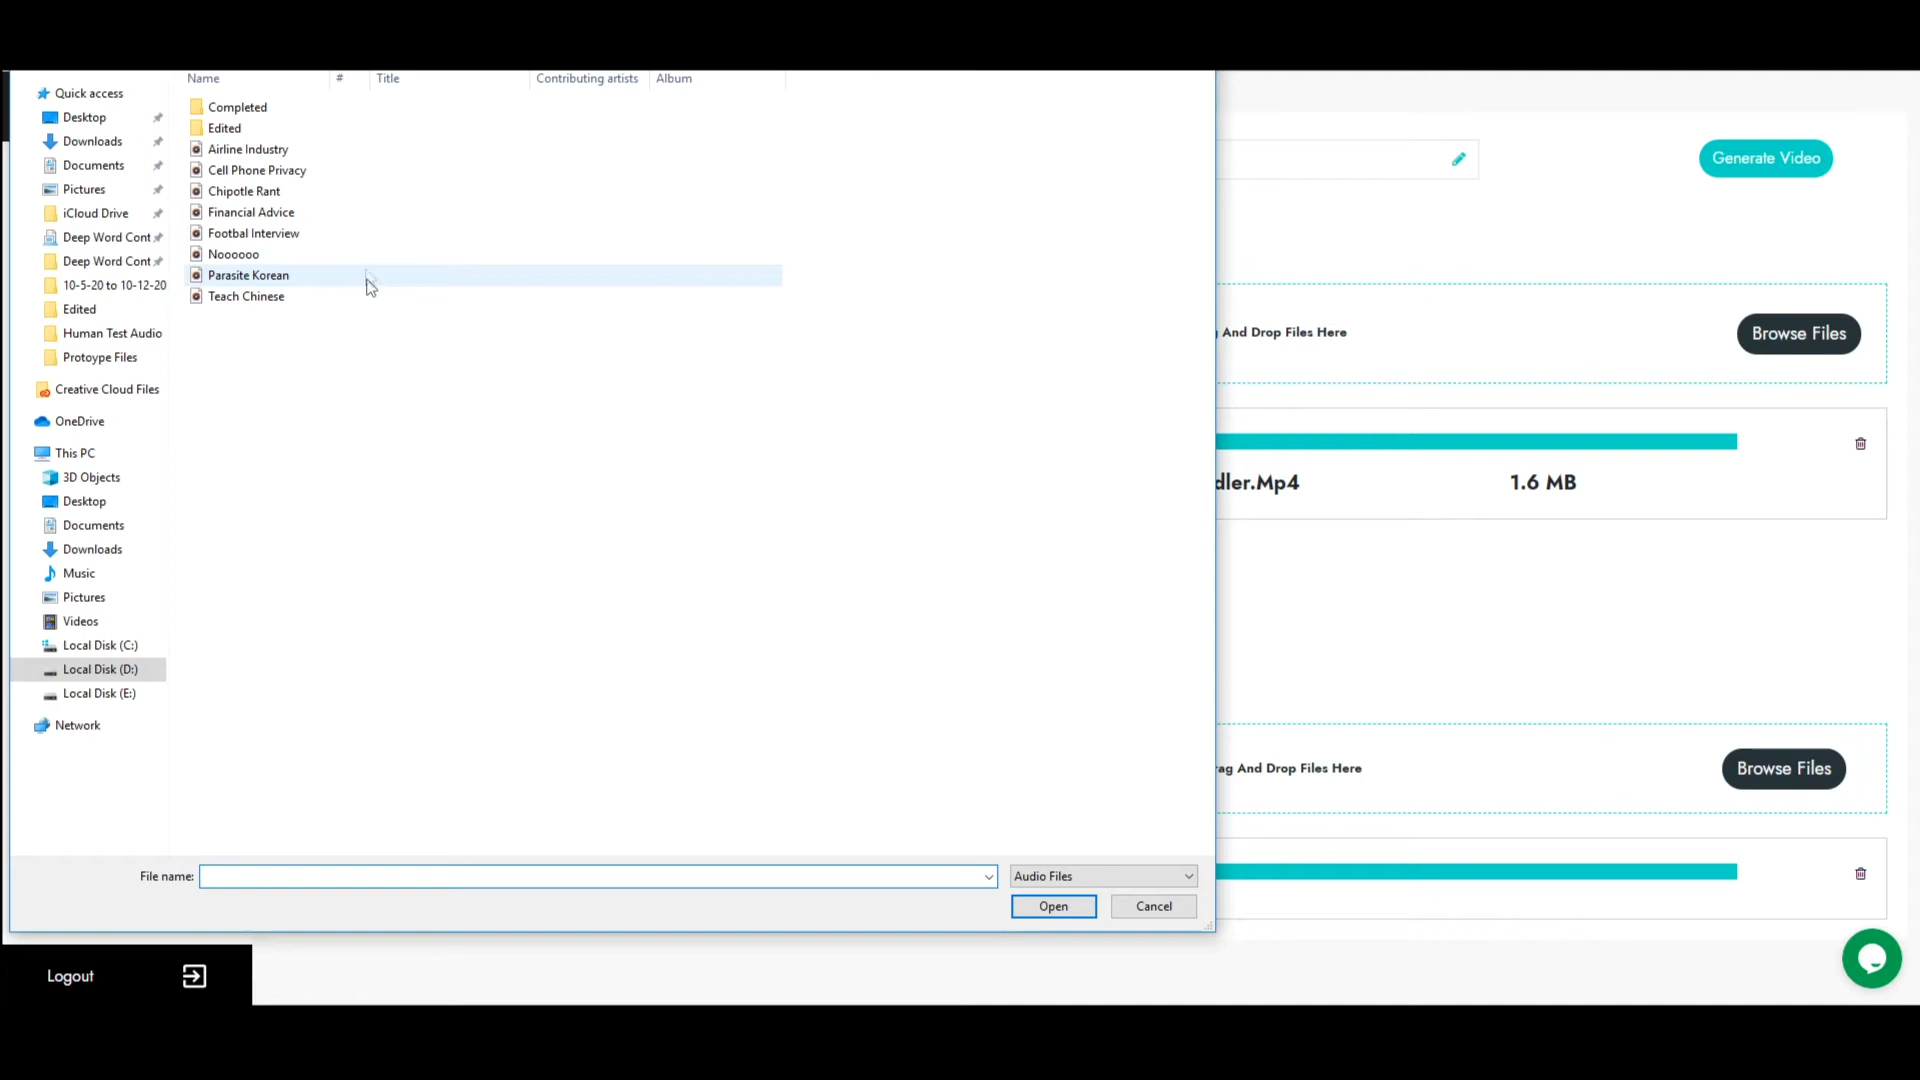 Name # Title Contributing artists Album
Quick access
Desktop
Downloads
Documents
Pictures
iCloud Drive
Deep Word Cont
Deep Word Cont
10-5-20 to 10-12-20
Edited
Human Test Audio
Protoype Files
Creative Cloud Files
OneDrive
This PC
3D Objects
Desktop
Documents
Downloads
Music
Pictures
Videos
Local Disk (C:)
Local Disk (D:)
Local Disk (E:)
Network
Completed
Edited
Airline Industry
Cell Phone Privacy
Chipotle Rant
Financial Advice
Footbal Interview
Noooooo
Parasite Korean
Teach Chinese
File name:
Audio Files
Open
Cancel
Generate Video
And Drop Files Here
Browse Files
dler.Mp4
1.6 MB
rag And Drop Files Here
Browse Files
Logout